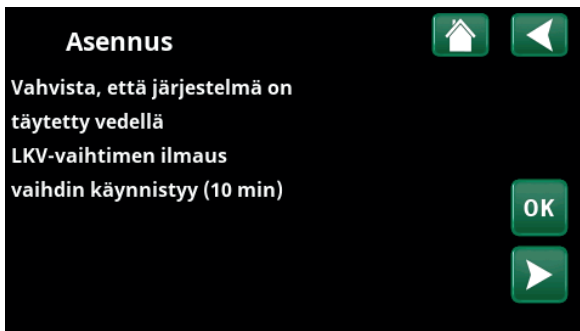 Asennus
Vahvista, että järjestelmä on
täytetty vedellä
LKV-vaihtimen ilmaus
vaihdin käynnistyy (10 min)
OK